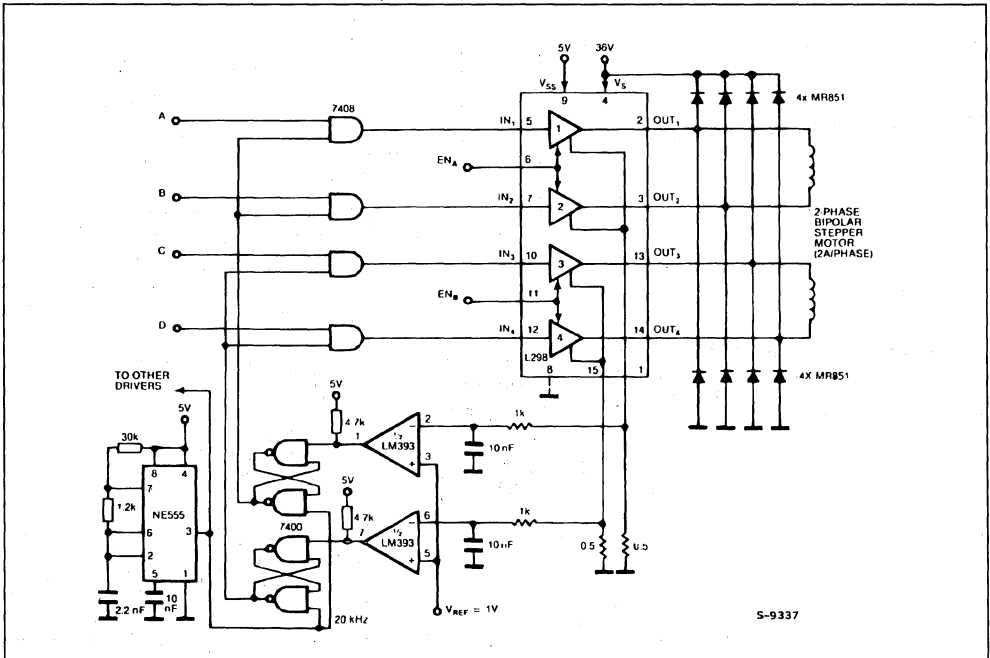 5V 36V
VSS VS
9 4
4x MR851
7408
A
IN1 5 1 2 OUT1
ENA 6
B
IN2 7 2 3 OUT2
2-PHASE
BIPOLAR
STEPPER
MOTOR
(2A/PHASE)
C
IN3 10 3 13 OUT3
ENB 11
D
IN4 12 4 14 OUT4
L298
8 15 1
4X MR851
TO OTHER
DRIVERS
5V
30k
8 4
7
1.2k
NE555
6 3
2
5 1
2.2 nF
10
nF
20 kHz
7400
5V
4.7k
1
1/2
LM393
2
-
3
+
1k
10 nF
5V
4.7k
7
1/2
LM393
6
-
5
+
1k
10 nF
0.5 0.5
VREF = 1V
S-9337